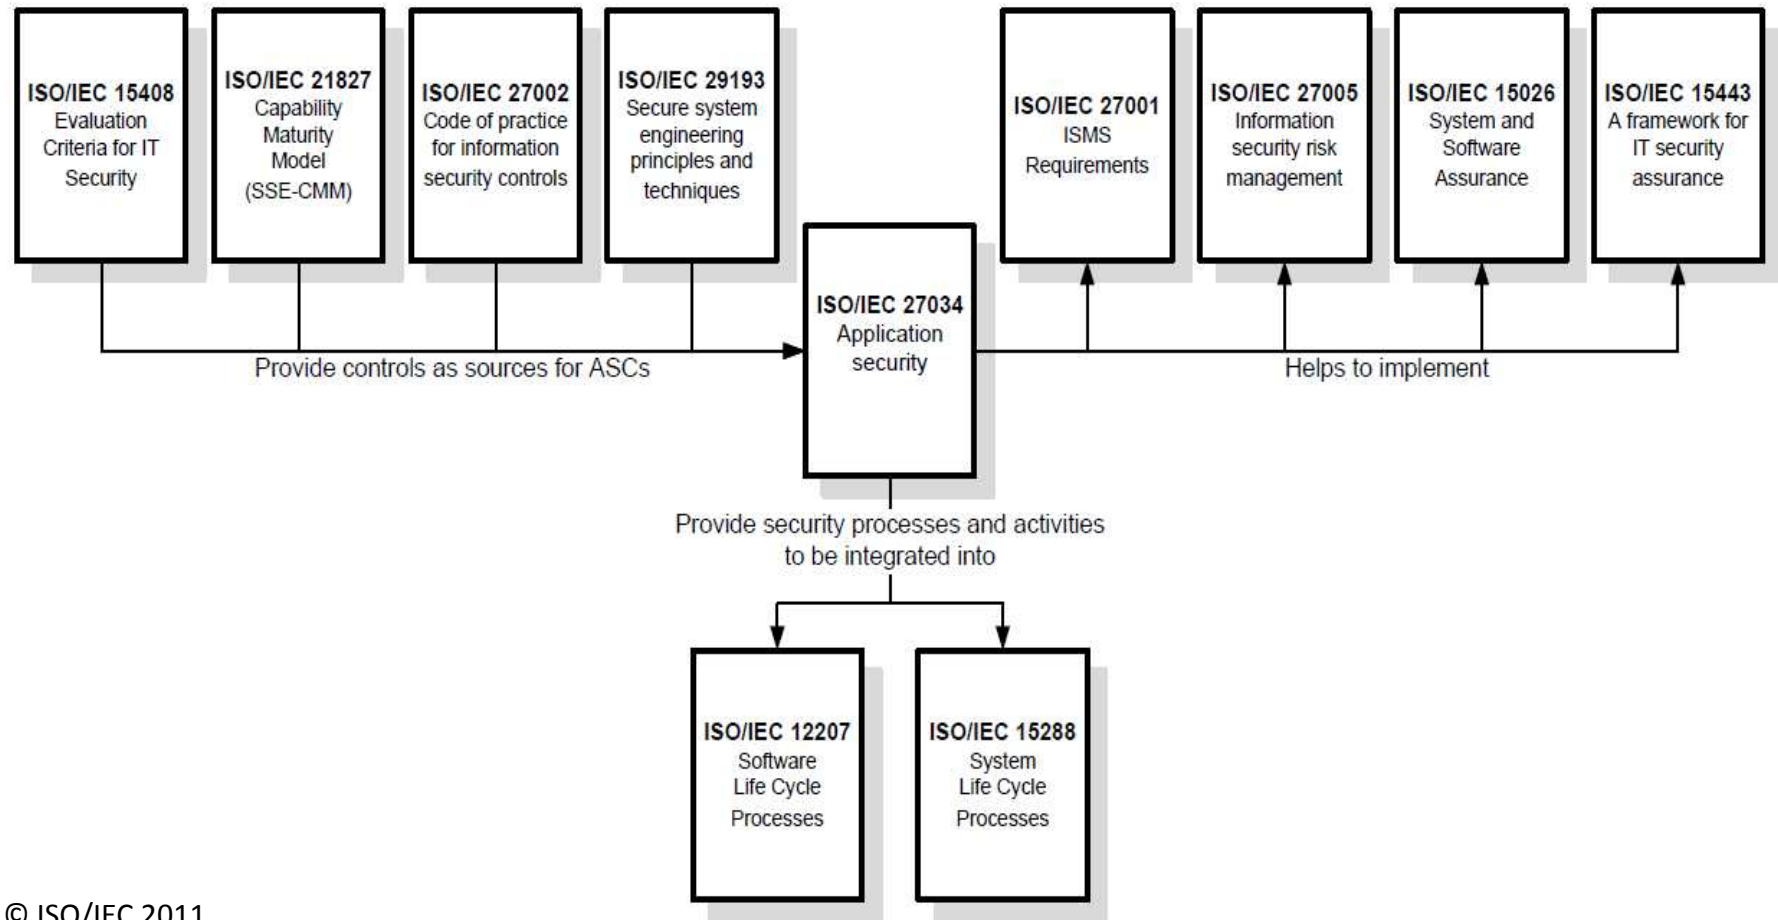 ISO/IEC 15408
Evaluation
Criteria for IT
Security
ISO/IEC 21827
Capability
Maturity
Model
(SSE-CMM)
ISO/IEC 27002
Code of practice
for information
security controls
ISO/IEC 29193
Secure system
engineering
principles and
techniques
ISO/IEC 27001
ISMS
Requirements
ISO/IEC 27005
Information
security risk
management
ISO/IEC 15026
System and
Software
Assurance
ISO/IEC 15443
A framework for
IT security
assurance
ISO/IEC 27034
Application
security
Provide controls as sources for ASCs
Helps to implement
Provide security processes and activities
to be integrated into
ISO/IEC 12207
Software
Life Cycle
Processes
ISO/IEC 15288
System
Life Cycle
Processes
© ISO/IEC 2011